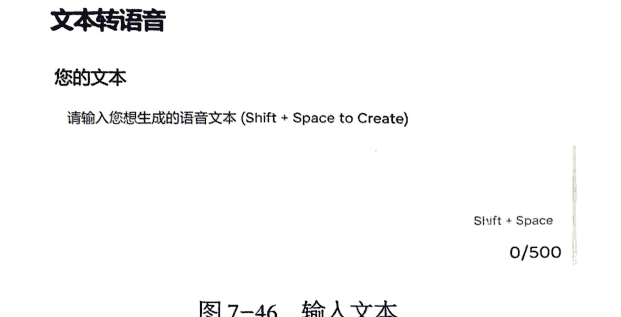 文本转语音
您的文本
请输入您想生成的语音文本 (Shift + Space to Create)
Shift + Space
0/500
图 7-46 输入文本